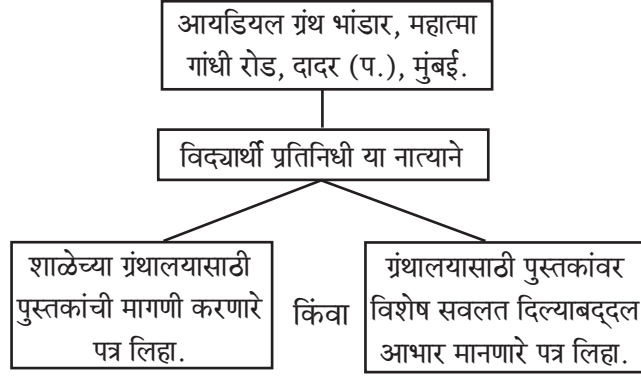 आयडियल ग्रंथ भांडार, महात्मा
गांधी रोड, दादर (प.), मुंबई.
विद्यार्थी प्रतिनिधी या नात्याने
शाळेच्या ग्रंथालयासाठी
पुस्तकांची मागणी करणारे
पत्र लिहा.
किंवा
ग्रंथालयासाठी पुस्तकांवर
विशेष सवलत दिल्याबद्दल
आभार मानणारे पत्र लिहा.